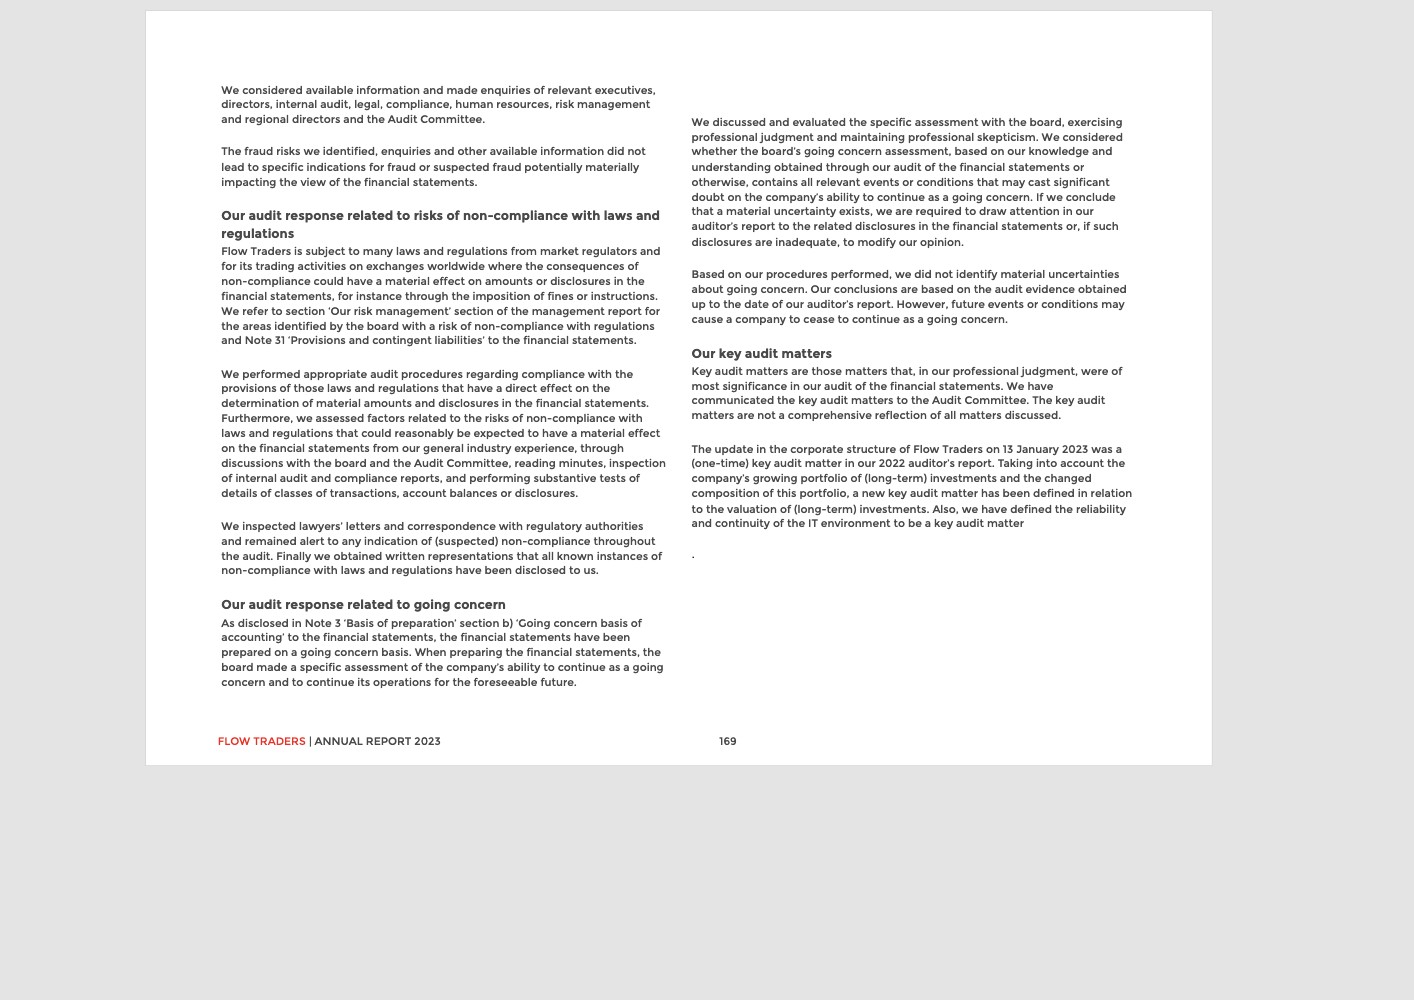 We considered available information and made enquiries of relevant executives,
directors, internal audit, legal, compliance, human resources, risk management
and regional directors and the Audit Committee.
The fraud risks we identified, enquiries and other available information did not
lead to specific indications for fraud or suspected fraud potentially materially
impacting the view of the financial statements.
Our audit response related to risks of non-compliance with laws and
regulations
Flow Traders is subject to many laws and regulations from market regulators and
for its trading activities on exchanges worldwide where the consequences of
non-compliance could have a material effect on amounts or disclosures in the
financial statements, for instance through the imposition of fines or instructions.
We refer to section ‘Our risk management’ section of the management report for
the areas identified by the board with a risk of non-compliance with regulations
and Note 31 ‘Provisions and contingent liabilities’ to the financial statements.
We performed appropriate audit procedures regarding compliance with the
provisions of those laws and regulations that have a direct effect on the
determination of material amounts and disclosures in the financial statements.
Furthermore, we assessed factors related to the risks of non-compliance with
laws and regulations that could reasonably be expected to have a material effect
on the financial statements from our general industry experience, through
discussions with the board and the Audit Committee, reading minutes, inspection
of internal audit and compliance reports, and performing substantive tests of
details of classes of transactions, account balances or disclosures.
We inspected lawyers’ letters and correspondence with regulatory authorities
and remained alert to any indication of (suspected) non-compliance throughout
the audit. Finally we obtained written representations that all known instances of
non-compliance with laws and regulations have been disclosed to us.
Our audit response related to going concern
As disclosed in Note 3 ‘Basis of preparation’ section b) ‘Going concern basis of
accounting’ to the financial statements, the financial statements have been
prepared on a going concern basis. When preparing the financial statements, the
board made a specific assessment of the company’s ability to continue as a going
concern and to continue its operations for the foreseeable future.
We discussed and evaluated the specific assessment with the board, exercising
professional judgment and maintaining professional skepticism. We considered
whether the board’s going concern assessment, based on our knowledge and
understanding obtained through our audit of the financial statements or
otherwise, contains all relevant events or conditions that may cast significant
doubt on the company’s ability to continue as a going concern. If we conclude
that a material uncertainty exists, we are required to draw attention in our
auditor’s report to the related disclosures in the financial statements or, if such
disclosures are inadequate, to modify our opinion.
Based on our procedures performed, we did not identify material uncertainties
about going concern. Our conclusions are based on the audit evidence obtained
up to the date of our auditor’s report. However, future events or conditions may
cause a company to cease to continue as a going concern.
Our key audit matters
Key audit matters are those matters that, in our professional judgment, were of
most significance in our audit of the financial statements. We have
communicated the key audit matters to the Audit Committee. The key audit
matters are not a comprehensive reflection of all matters discussed.
The update in the corporate structure of Flow Traders on 13 January 2023 was a
(one-time) key audit matter in our 2022 auditor’s report. Taking into account the
company’s growing portfolio of (long-term) investments and the changed
composition of this portfolio, a new key audit matter has been defined in relation
to the valuation of (long-term) investments. Also, we have defined the reliability
and continuity of the IT environment to be a key audit matter
.
FLOW TRADERS | ANNUAL REPORT 2023
169